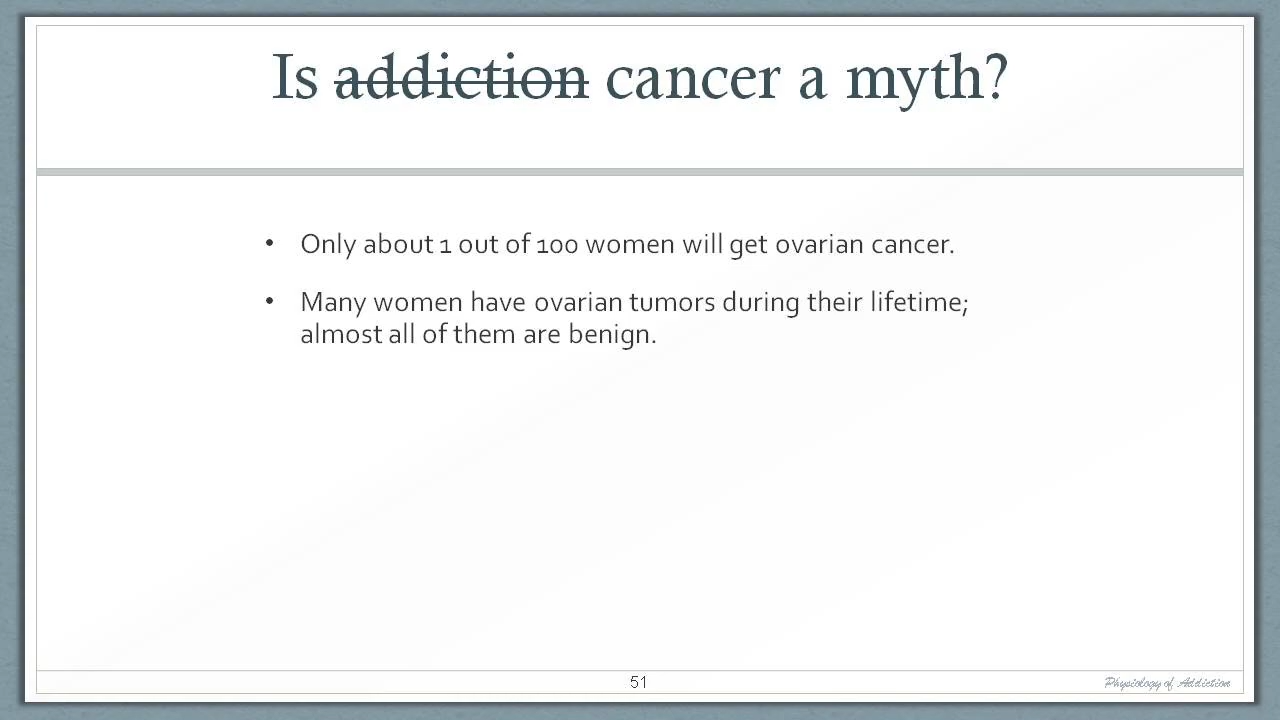 Is addiction cancer a myth?
• Only about 1 out of 100 women will get ovarian cancer.
• Many women have ovarian tumors during their lifetime;
almost all of them are benign.
51
Physiology of Addiction